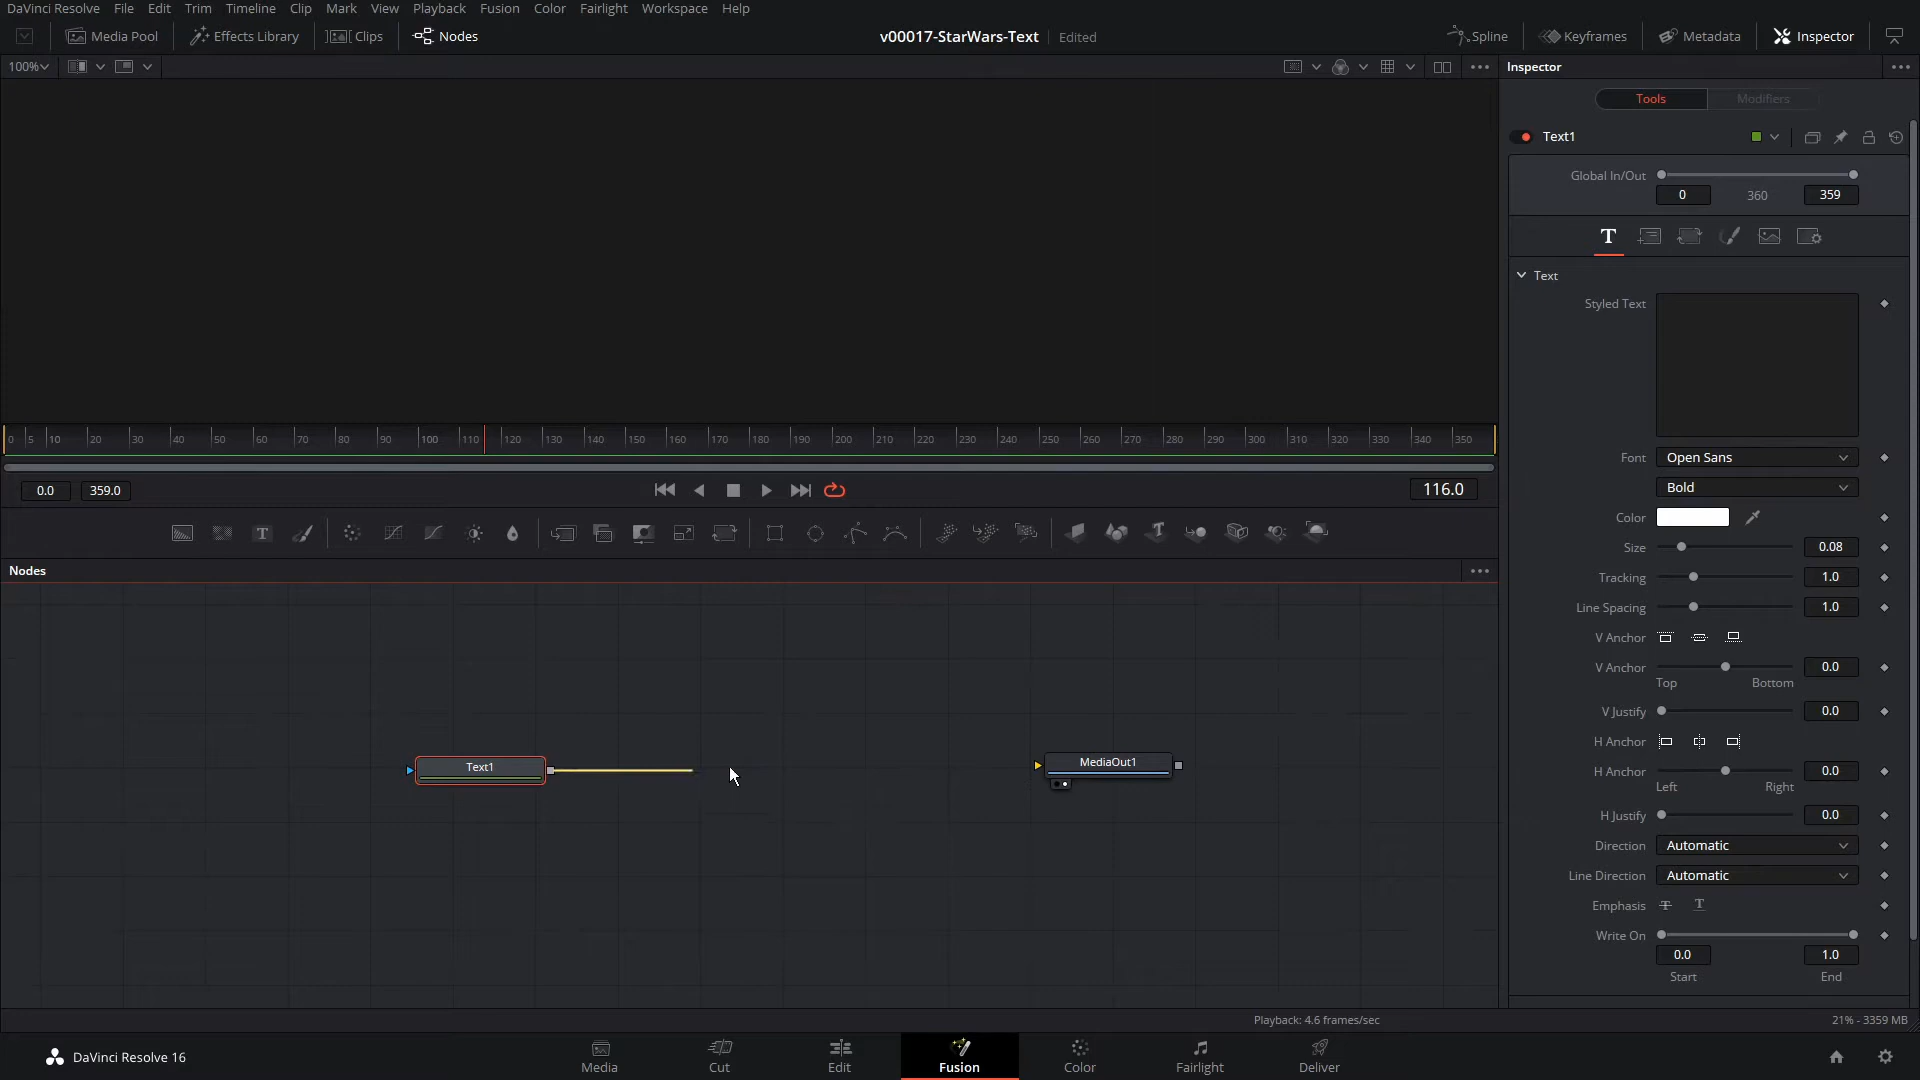 DaVinci Resolve File Edit Trim Timeline Clip Mark View Playback Fusion Color Fairlight Workspace Help
Media Pool Effects Library Clips Nodes v00017-StarWars-Text Edited Spline Keyframes Metadata Inspector
100%
Inspector
Tools Modifiers
Text1
Global In/Out
0 360 359
T
Text
Styled Text
0 5 10 20 30 40 50 60 70 80 90 100 110 120 130 140 150 160 170 180 190 200 210 220 230 240 250 260 270 280 290 300 310 320 330 340 350
Font Open Sans
Bold
0.0 359.0 116.0
Color
Size 0.08
Nodes
Tracking 1.0
Line Spacing 1.0
V Anchor
V Anchor 0.0
Top Bottom
V Justify 0.0
H Anchor
Text1 MediaOut1
H Anchor 0.0
Left Right
H Justify 0.0
Direction Automatic
Line Direction Automatic
Emphasis
Write On
0.0 1.0
Start End
Playback: 4.6 frames/sec 21% - 3359 MB
DaVinci Resolve 16
Media Cut Edit Fusion Color Fairlight Deliver